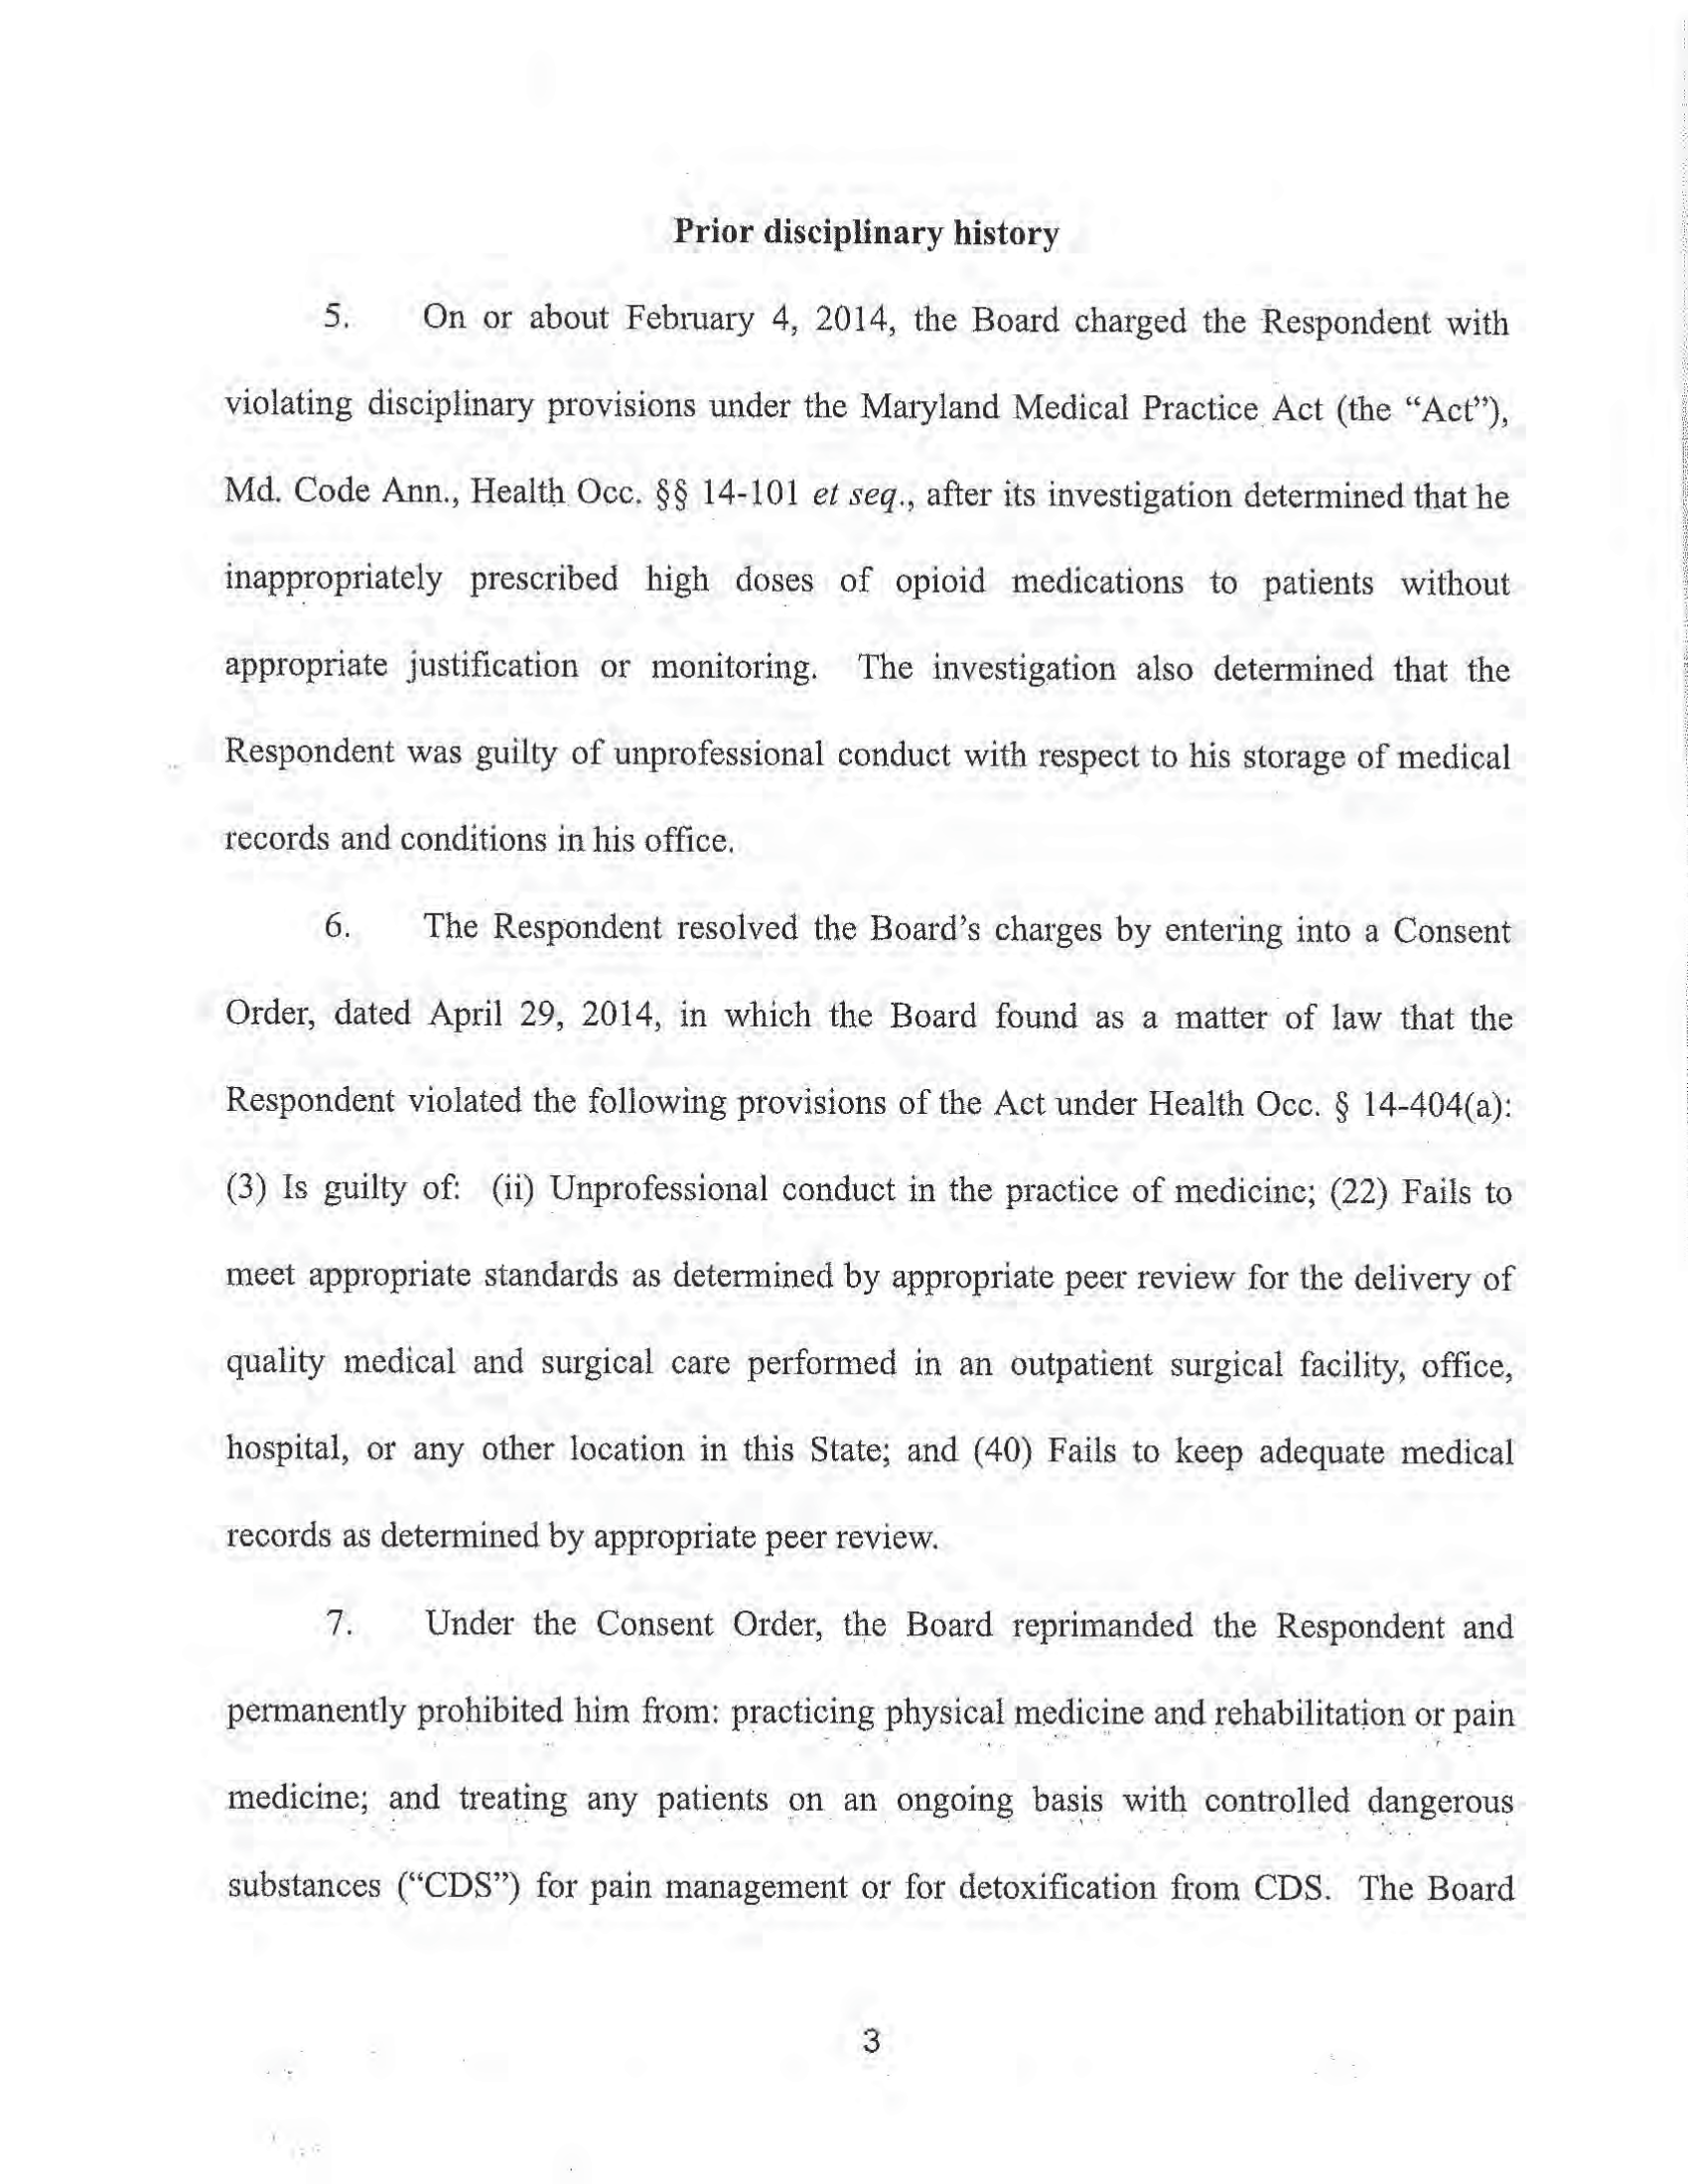 Prior disciplinary history
5. On or about February 4, 2014, the Board charged the Respondent with
violating disciplinary provisions under the Maryland Medical Practice Act (the “Act”),
Md. Code Ann., Health Occ. §§ 14-101 et seq., after its investigation determined that he
inappropriately prescribed high doses of opioid medications to patients without
appropriate justification or monitoring. The investigation also determined that the
Respondent was guilty of unprofessional conduct with respect to his storage of medical
records and conditions in his office.
6. The Respondent resolved the Board’s charges by entering into a Consent
Order, dated April 29, 2014, in which the Board found as a matter of law that the
Respondent violated the following provisions of the Act under Health Occ. § 14-404(a):
(3) Is guilty of: (ii) Unprofessional conduct in the practice of medicine; (22) Fails to
meet appropriate standards as determined by appropriate peer review for the delivery of
quality medical and surgical care performed in an outpatient surgical facility, office,
hospital, or any other location in this State; and (40) Fails to keep adequate medical
records as determined by appropriate peer review.
7. Under the Consent Order, the Board reprimanded the Respondent and
permanently prohibited him from: practicing physical medicine and rehabilitation or pain
medicine; and treating any patients on an ongoing basis with controlled dangerous
substances (“CDS”) for pain management or for detoxification from CDS. The Board
3